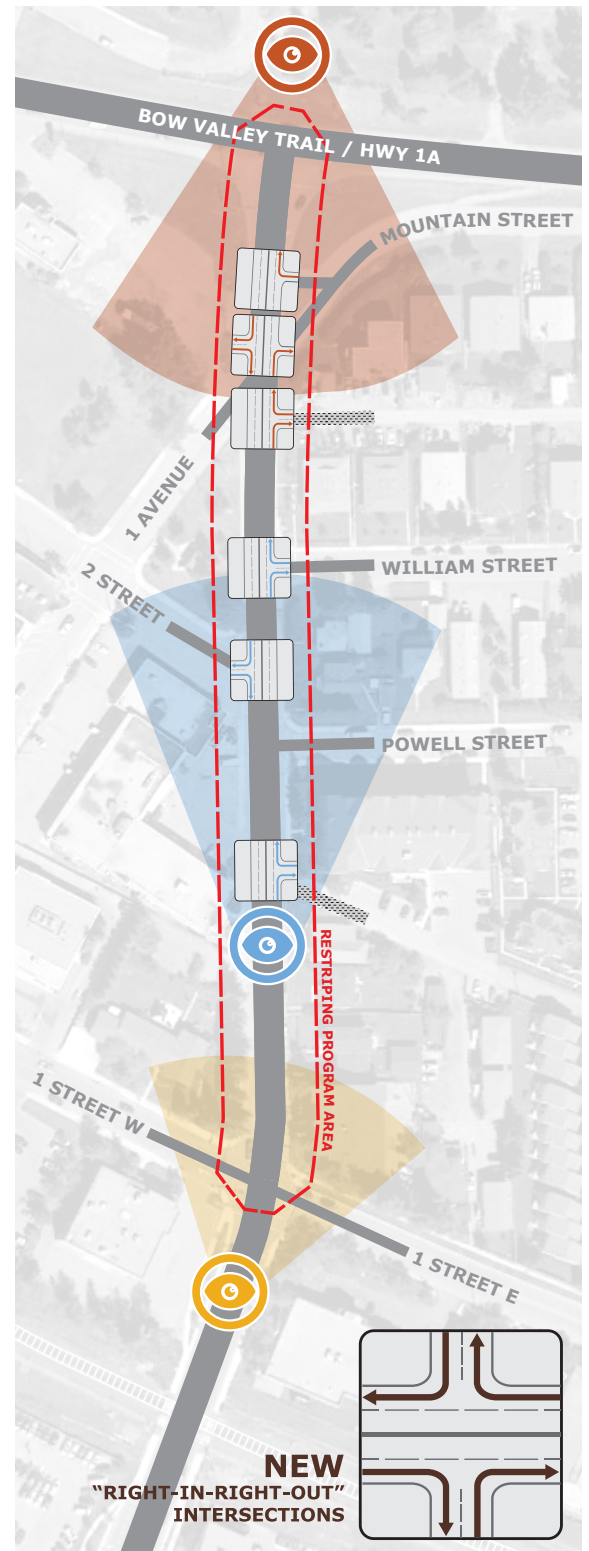 BOW VALLEY TRAIL / HWY 1A
MOUNTAIN STREET
1 AVENUE
WILLIAM STREET
2 STREET
POWELL STREET
RESTRIPING PROGRAM AREA
1 STREET W
1 STREET E
NEW
“RIGHT-IN-RIGHT-OUT”
INTERSECTIONS